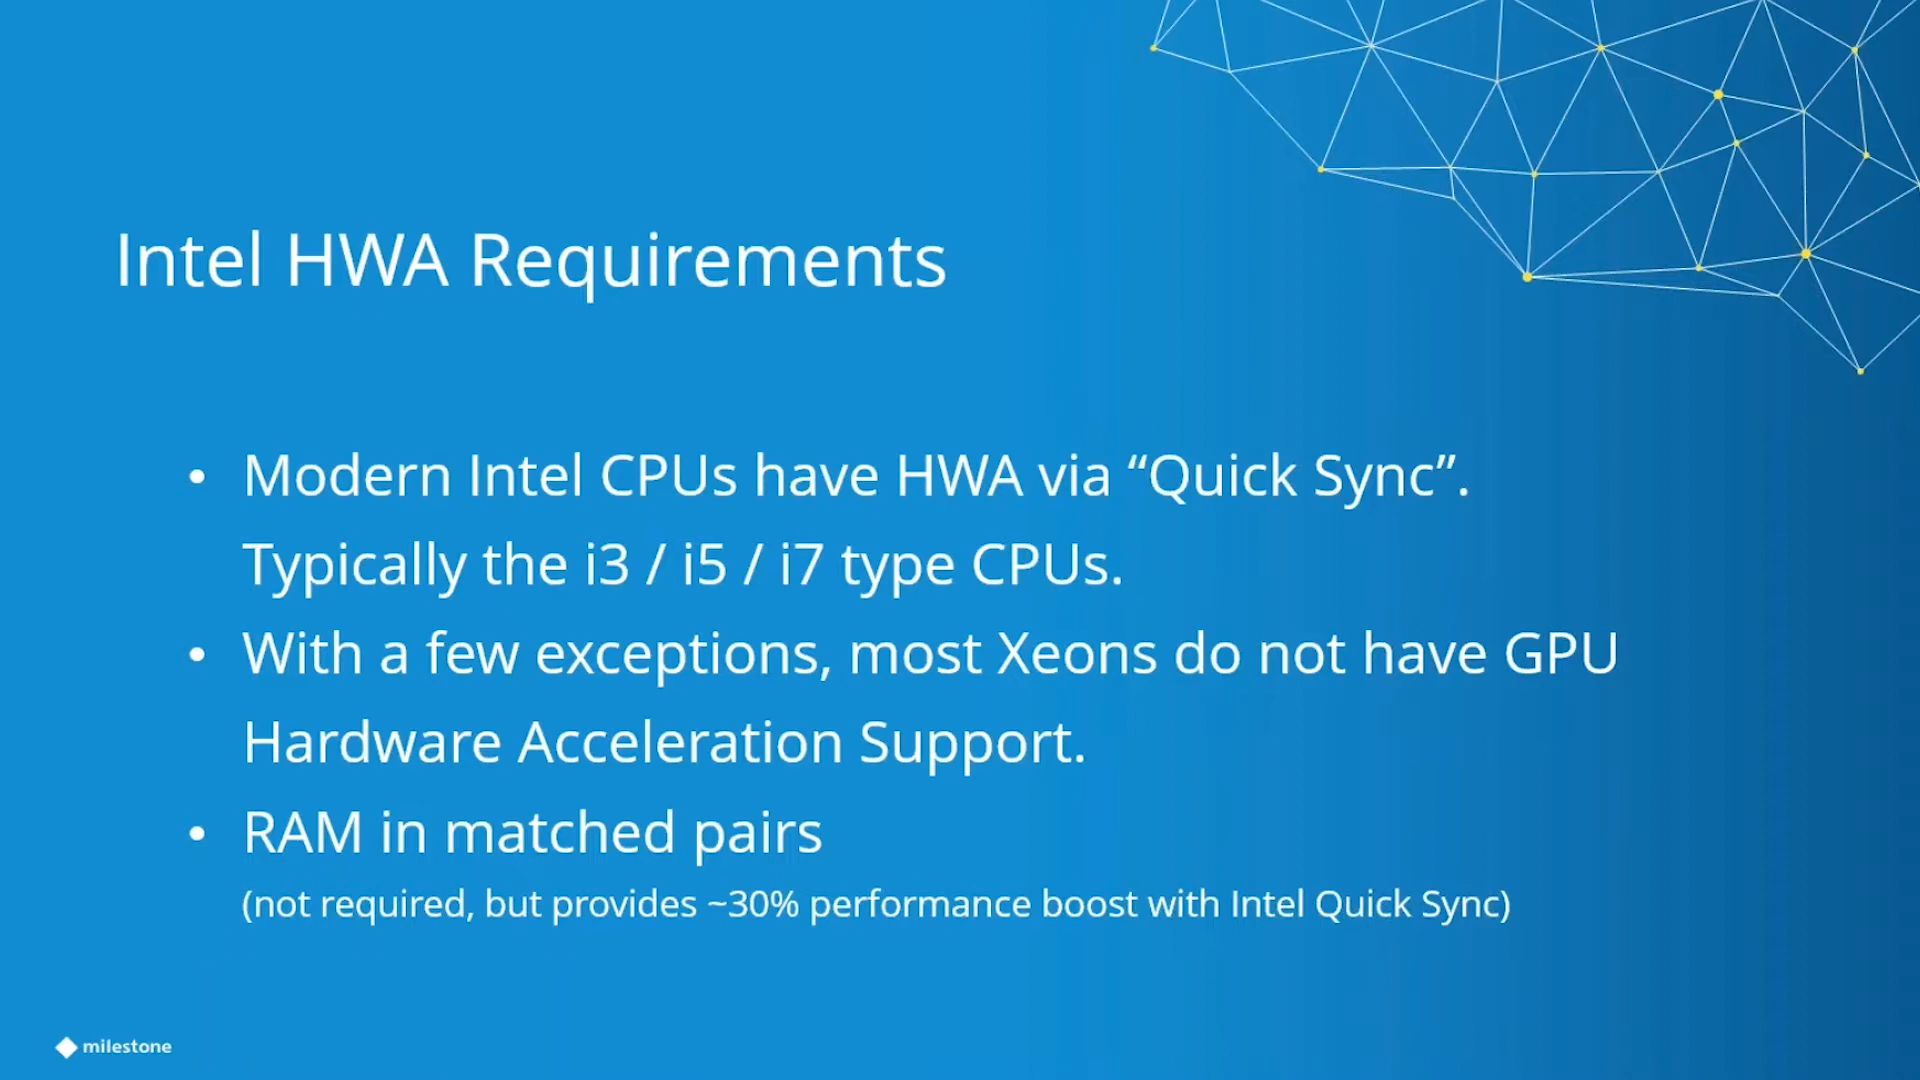 Intel HWA Requirements
• Modern Intel CPUs have HWA via “Quick Sync”.
Typically the i3 / i5 / i7 type CPUs.
• With a few exceptions, most Xeons do not have GPU
Hardware Acceleration Support.
• RAM in matched pairs
(not required, but provides ~30% performance boost with Intel Quick Sync)
milestone